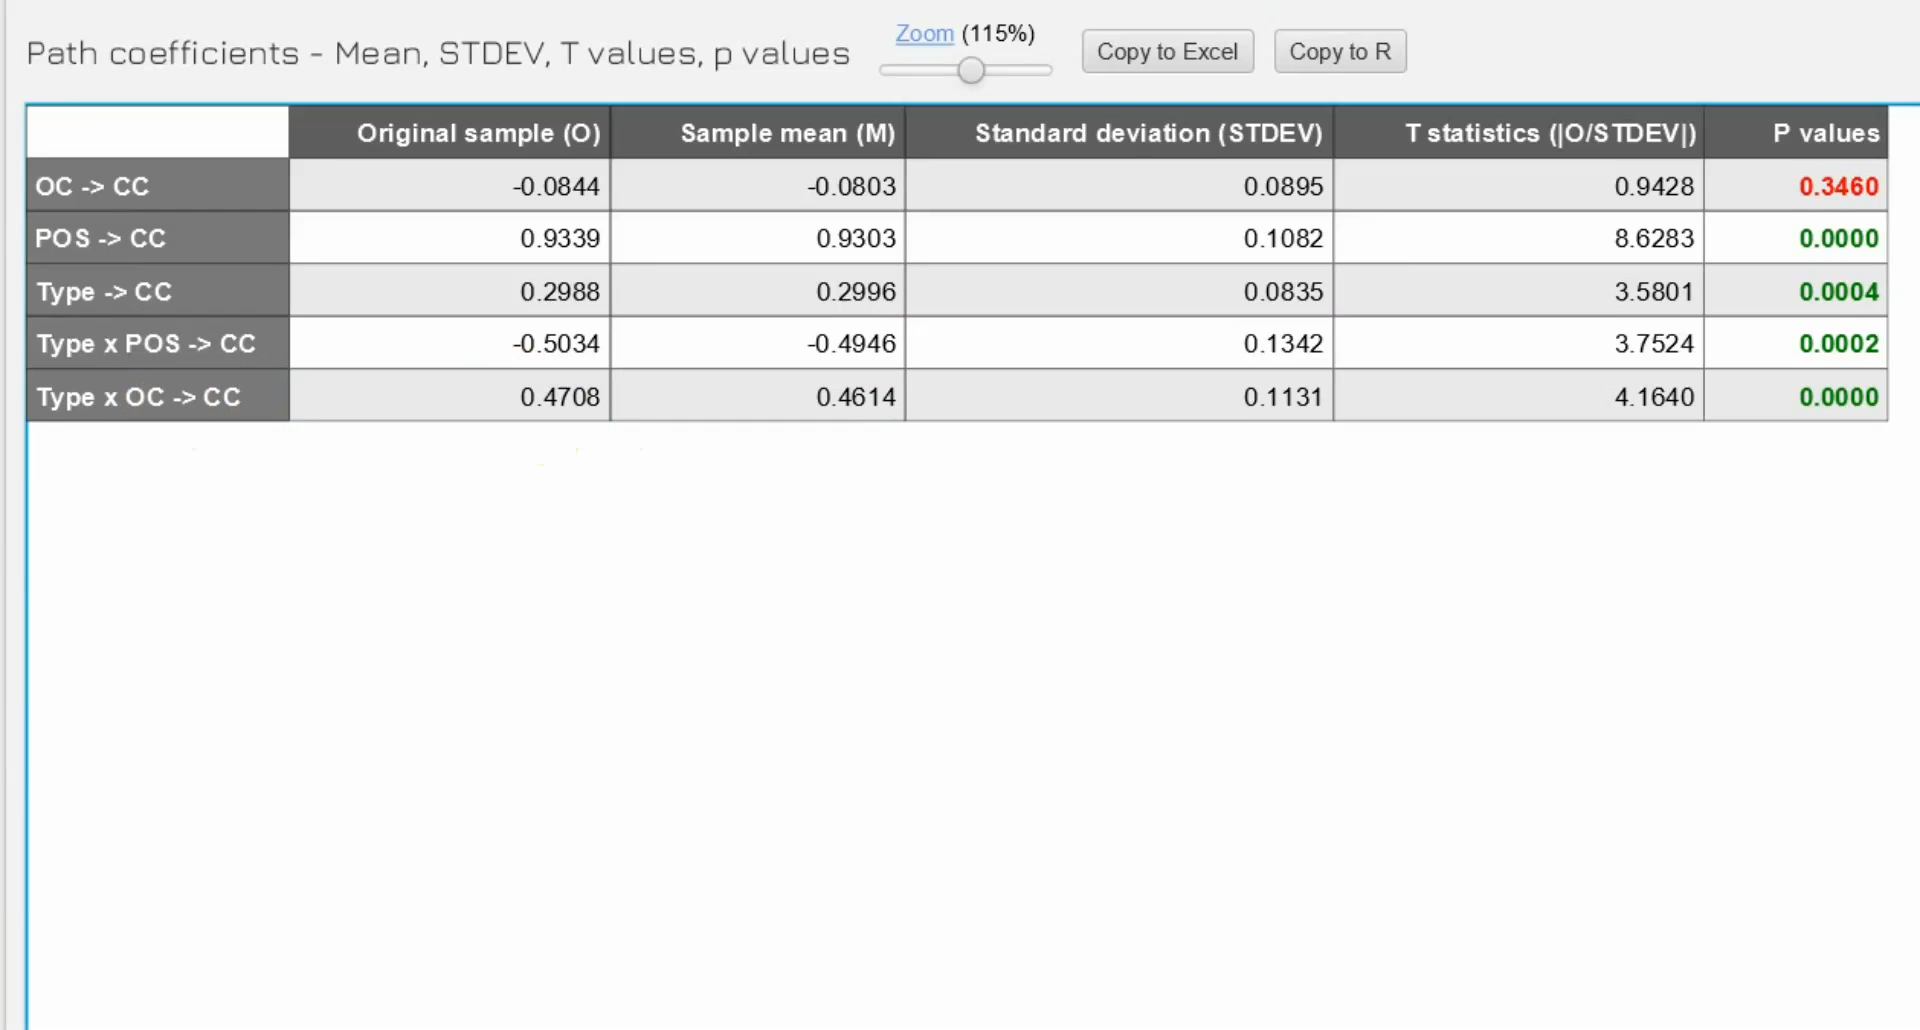 Path coefficients - Mean, STDEV, T values, p values
Zoom (115%)
Copy to Excel
Copy to R
Original sample (O) Sample mean (M) Standard deviation (STDEV) T statistics (|O/STDEV|) P values
OC -> CC -0.0844 -0.0803 0.0895 0.9428 0.3460
POS -> CC 0.9339 0.9303 0.1082 8.6283 0.0000
Type -> CC 0.2988 0.2996 0.0835 3.5801 0.0004
Type x POS -> CC -0.5034 -0.4946 0.1342 3.7524 0.0002
Type x OC -> CC 0.4708 0.4614 0.1131 4.1640 0.0000